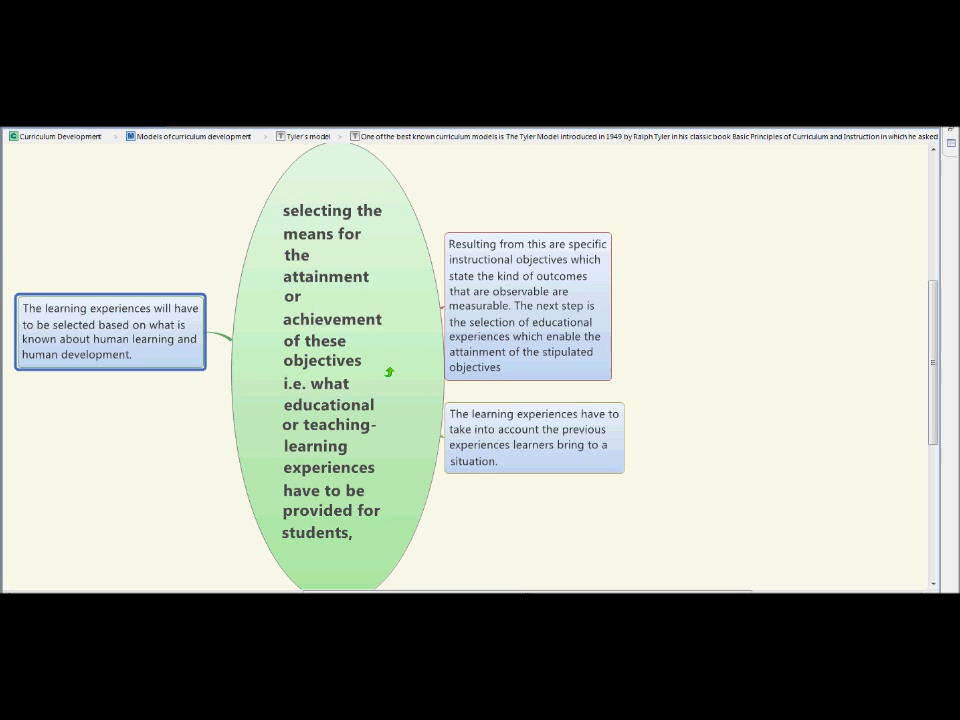 Curriculum Development > Models of curriculum development > Tyler's model > One of the best known curriculum models is The Tyler Model introduced in 1949 by Ralph Tyler in his classic book Basic Principles of Curriculum and Instruction in which he asked
The learning experiences will have
to be selected based on what is
known about human learning and
human development.
selecting the
means for
the
attainment
or
achievement
of these
objectives
i.e. what
educational
or teaching-
learning
experiences
have to be
provided for
students,
Resulting from this are specific
instructional objectives which
state the kind of outcomes
that are observable are
measurable. The next step is
the selection of educational
experiences which enable the
attainment of the stipulated
objectives
The learning experiences have to
take into account the previous
experiences learners bring to a
situation.